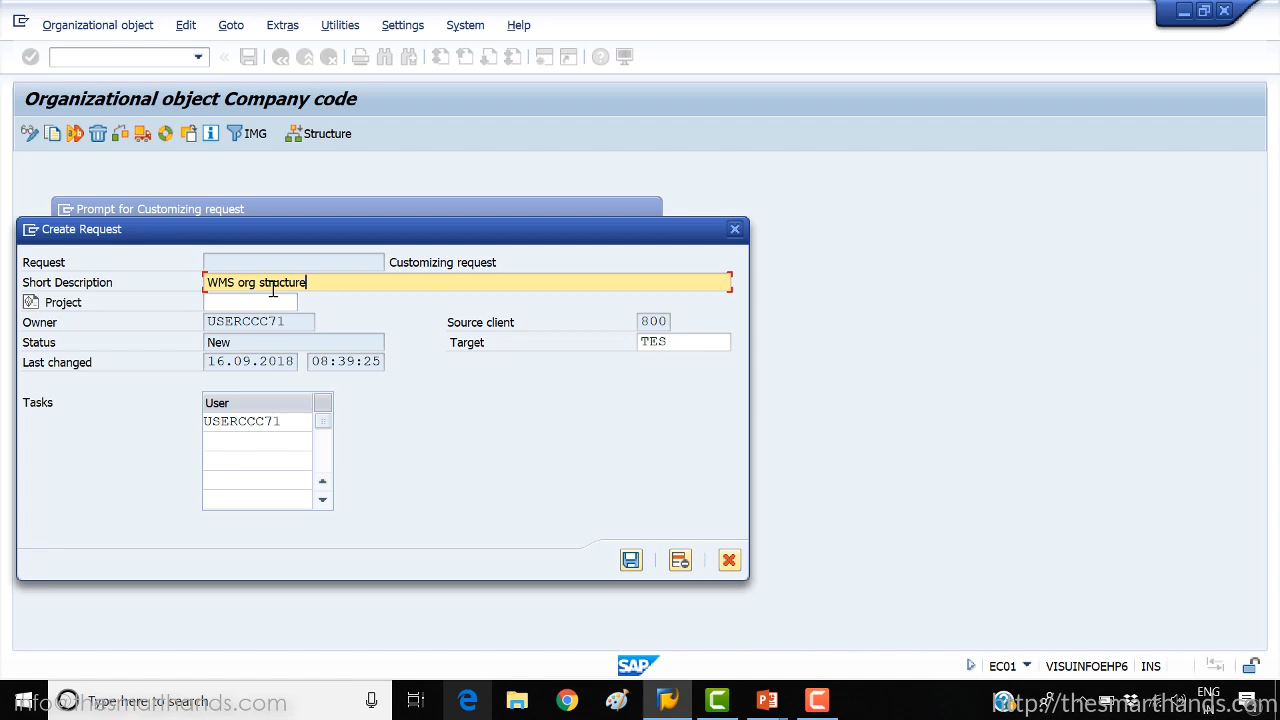 Organizational object Edit Goto Extras Utilities Settings System Help
Organizational object Company code
IMG Structure
Prompt for Customizing request
Create Request
Request Customizing request
Short Description WMS org structure
Project
Owner USERCCC71 Source client 800
Status New Target TES
Last changed 16.09.2018 08:39:25
Tasks User
USERCCC71
SAP EC01 VISUINFOEHP6 INS
Type here to search
ENG
IN
http://thesmarthands.com